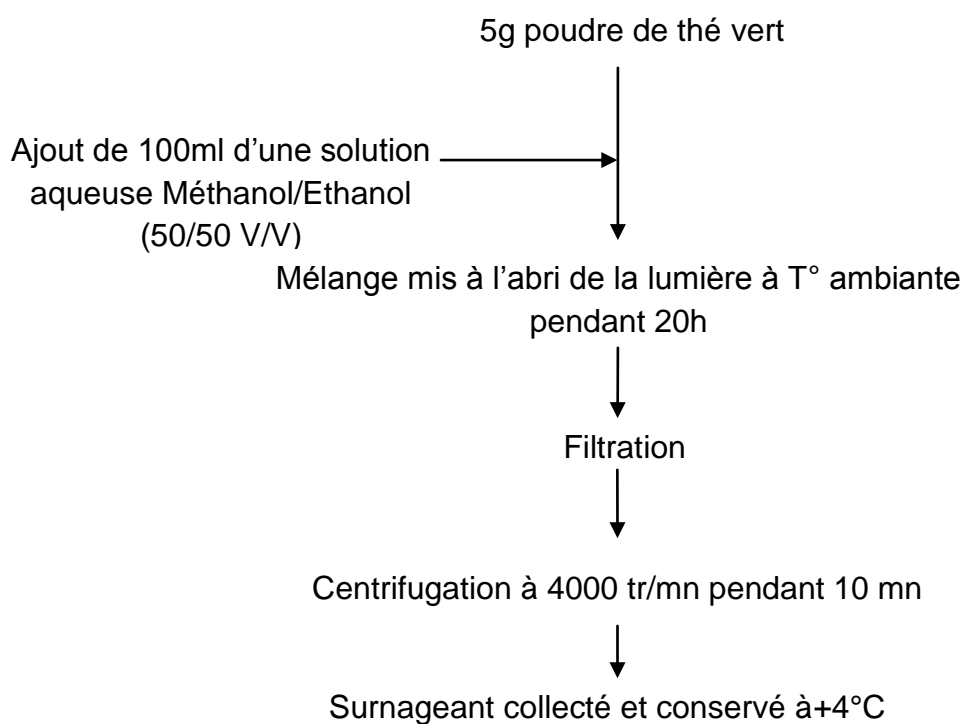 5g poudre de thé vert
Ajout de 100ml d’une solution
aqueuse Méthanol/Ethanol
(50/50 V/V)
Mélange mis à l’abri de la lumière à T° ambiante
pendant 20h
Filtration
Centrifugation à 4000 tr/mn pendant 10 mn
Surnageant collecté et conservé à+4°C